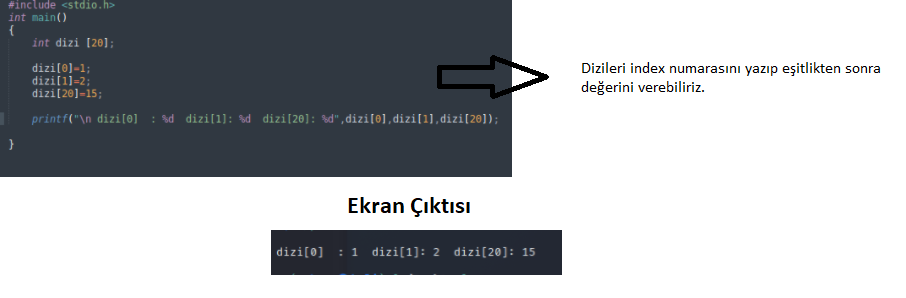 #include <stdio.h>
int main()
{
int dizi [20];
dizi[0]=1;
dizi[1]=2;
dizi[20]=15;
printf("\n dizi[0]  : %d  dizi[1]: %d  dizi[20]: %d",dizi[0],dizi[1],dizi[20]);
}
Dizileri index numarasını yazıp eşitlikten sonra
değerini verebiliriz.
Ekran Çıktısı
dizi[0]  : 1  dizi[1]: 2  dizi[20]: 15